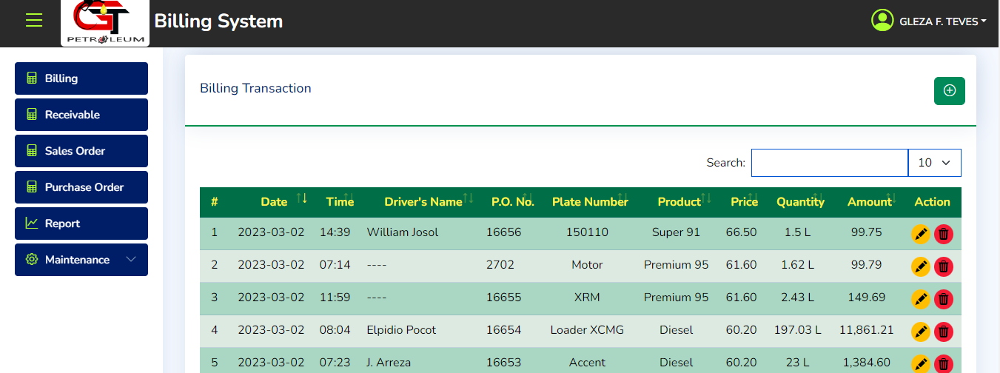 GT
PETROLEUM
Billing System
GLEZA F. TEVES
Billing
Receivable
Sales Order
Purchase Order
Report
Maintenance
Billing Transaction
Search: 10
# Date Time Driver's Name P.O. No. Plate Number Product Price Quantity Amount Action
1 2023-03-02 14:39 William Josol 16656 150110 Super 91 66.50 1.5 L 99.75
2 2023-03-02 07:14 ---- 2702 Motor Premium 95 61.60 1.62 L 99.79
3 2023-03-02 11:59 ---- 16655 XRM Premium 95 61.60 2.43 L 149.69
4 2023-03-02 08:04 Elpidio Pocot 16654 Loader XCMG Diesel 60.20 197.03 L 11,861.21
5 2023-03-02 07:23 J. Arreza 16653 Accent Diesel 60.20 23 L 1,384.60